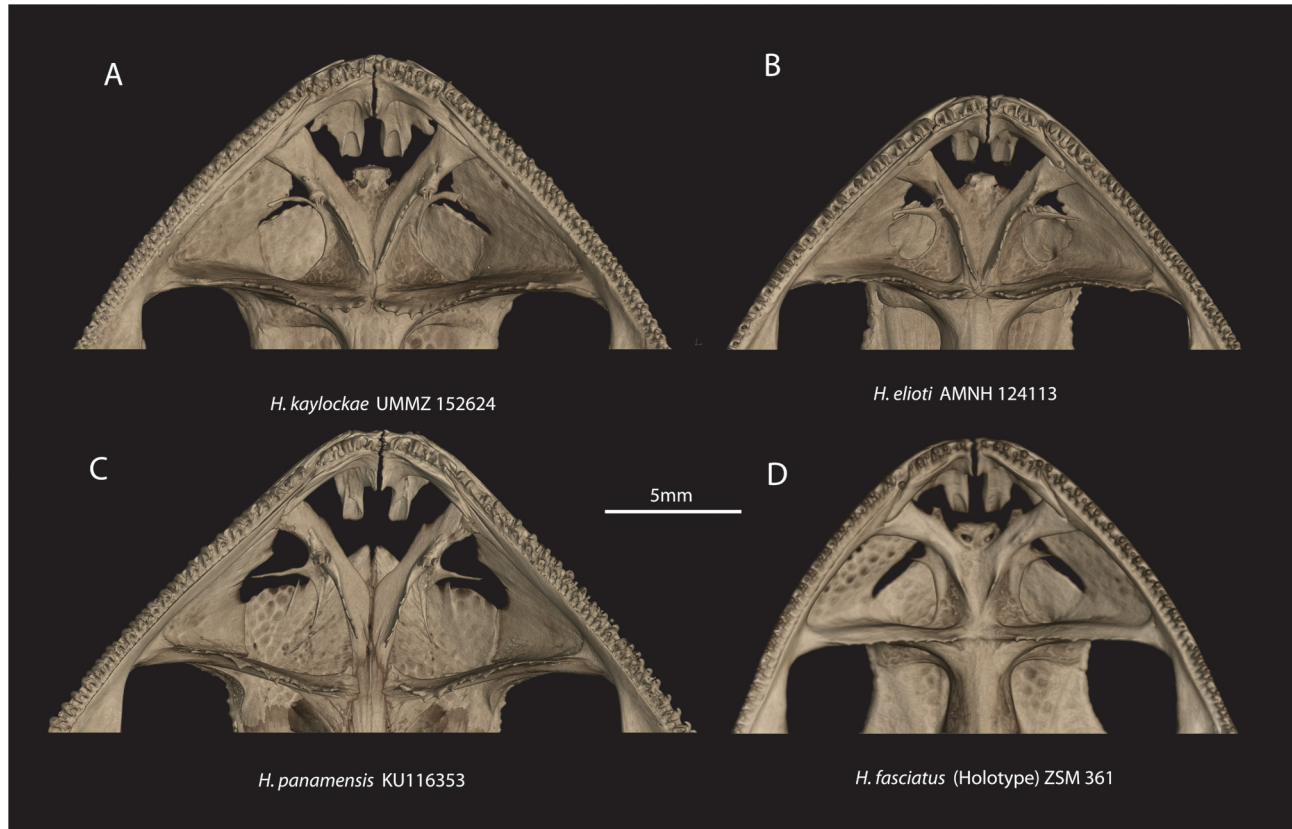 A
B
H. kaylockae UMMZ 152624
H. elioti AMNH 124113
C
5mm
D
H. panamensis KU116353
H. fasciatus (Holotype) ZSM 361